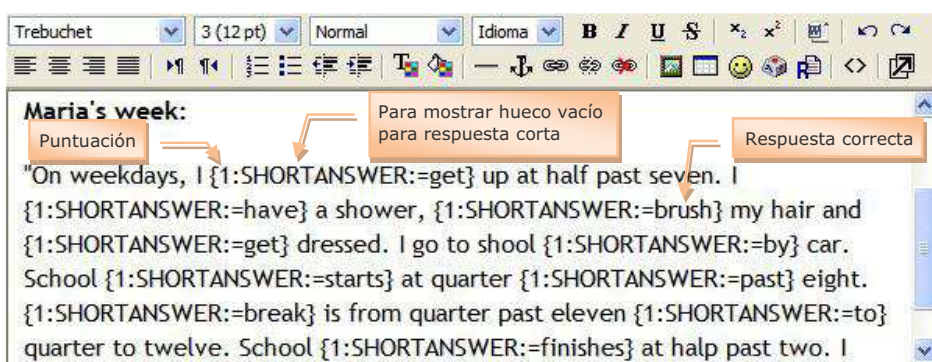 Trebuchet 3 (12 pt) Normal Idioma B I U S x₂ x²
Maria's week:
Para mostrar hueco vacío
para respuesta corta
Puntuación
Respuesta correcta
"On weekdays, I {1:SHORTANSWER:=get} up at half past seven. I
{1:SHORTANSWER:=have} a shower, {1:SHORTANSWER:=brush} my hair and
{1:SHORTANSWER:=get} dressed. I go to shool {1:SHORTANSWER:=by} car.
School {1:SHORTANSWER:=starts} at quarter {1:SHORTANSWER:=past} eight.
{1:SHORTANSWER:=break} is from quarter past eleven {1:SHORTANSWER:=to}
quarter to twelve. School {1:SHORTANSWER:=finishes} at halp past two. I